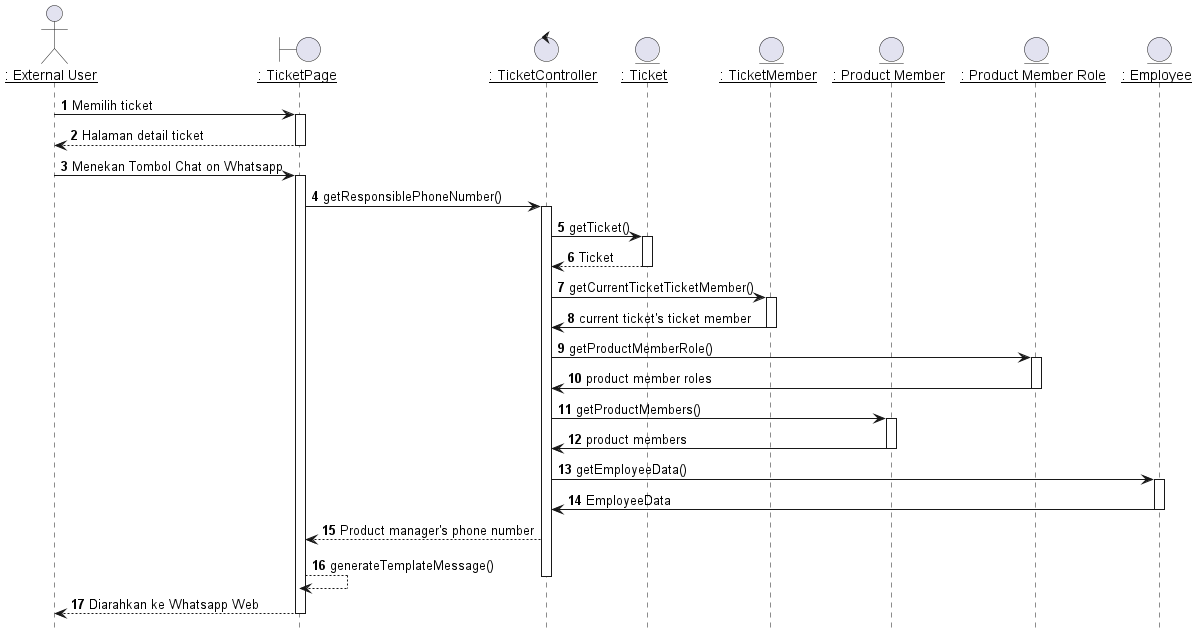 : External User
: TicketPage
: TicketController
: Ticket
: TicketMember
: Product Member
: Product Member Role
: Employee
1 Memilih ticket
2 Halaman detail ticket
3 Menekan Tombol Chat on Whatsapp
4 getResponsiblePhoneNumber()
5 getTicket()
6 Ticket
7 getCurrentTicketTicketMember()
8 current ticket's ticket member
9 getProductMemberRole()
10 product member roles
11 getProductMembers()
12 product members
13 getEmployeeData()
14 EmployeeData
15 Product manager's phone number
16 generateTemplateMessage()
17 Diarahkan ke Whatsapp Web